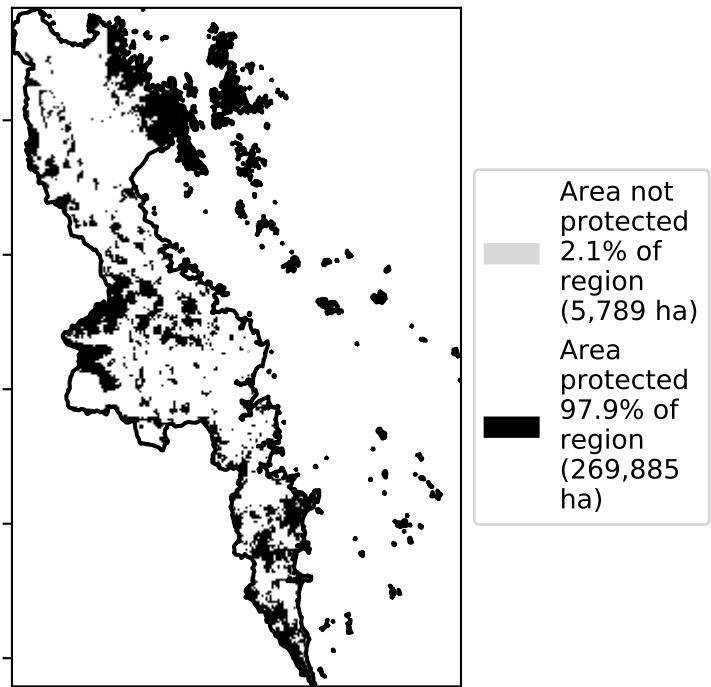 Area not
protected
2.1% of
region
(5,789 ha)
Area
protected
97.9% of
region
(269,885
ha)